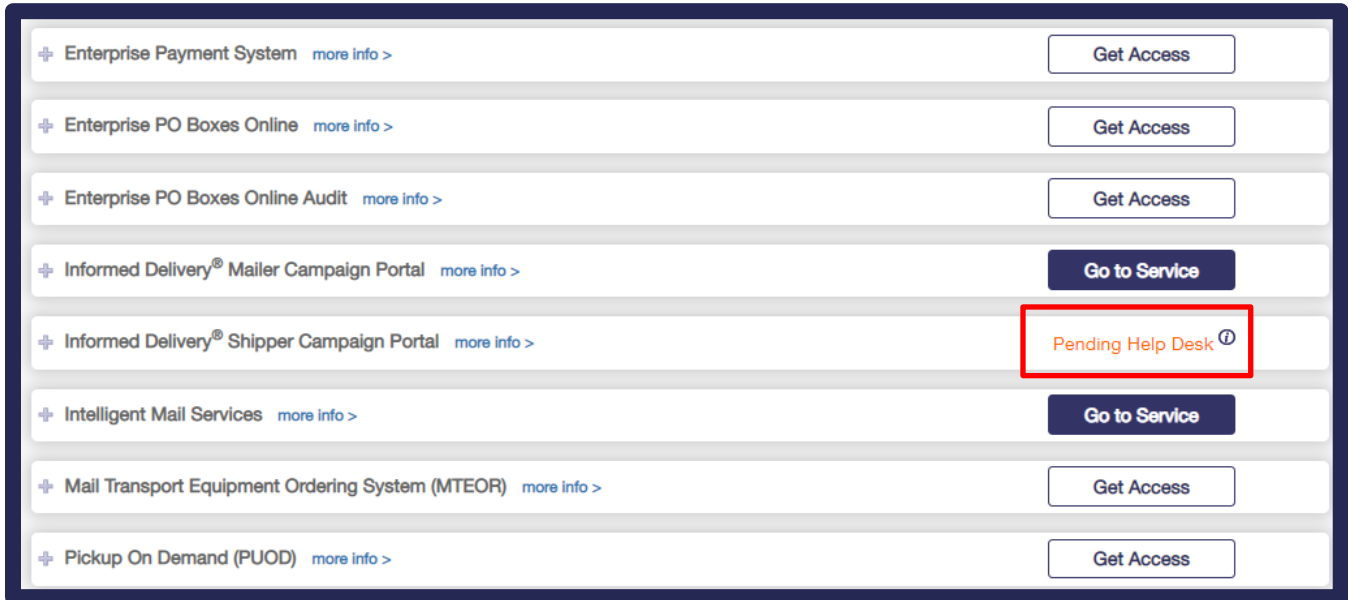 Enterprise Payment System more info > Get Access
Enterprise PO Boxes Online more info > Get Access
Enterprise PO Boxes Online Audit more info > Get Access
Informed Delivery® Mailer Campaign Portal more info > Go to Service
Informed Delivery® Shipper Campaign Portal more info > Pending Help Desk i
Intelligent Mail Services more info > Go to Service
Mail Transport Equipment Ordering System (MTEOR) more info > Get Access
Pickup On Demand (PUOD) more info > Get Access